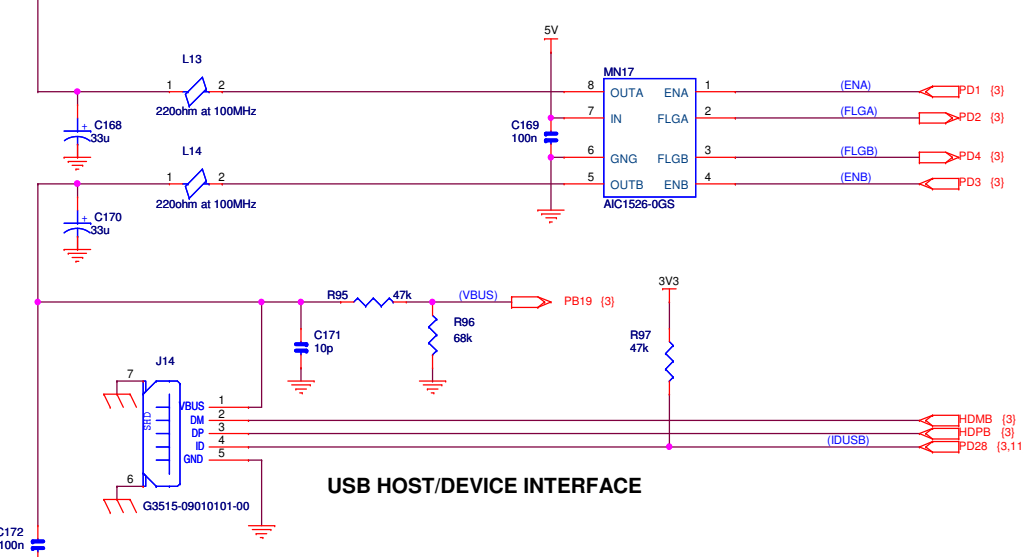 5V
L13
1 2
220ohm at 100MHz
+ C168
33u
L14
1 2
220ohm at 100MHz
+ C170
33u
C169
100n
MN17
8 OUTA ENA 1
7 IN FLGA 2
6 GNG FLGB 3
5 OUTB ENB 4
AIC1526-0GS
(ENA) PD1 {3}
(FLGA) PD2 {3}
(FLGB) PD4 {3}
(ENB) PD3 {3}
R95 47k
(VBUS) PB19 {3}
C171
10p
R96
68k
3V3
R97
47k
J14
7
SHD
VBUS 1
DM 2
DP 3
ID 4
GND 5
6
G3515-09010101-00
HDMB {3}
HDPB {3}
(IDUSB) PD28 {3,11
USB HOST/DEVICE INTERFACE
C172
100n